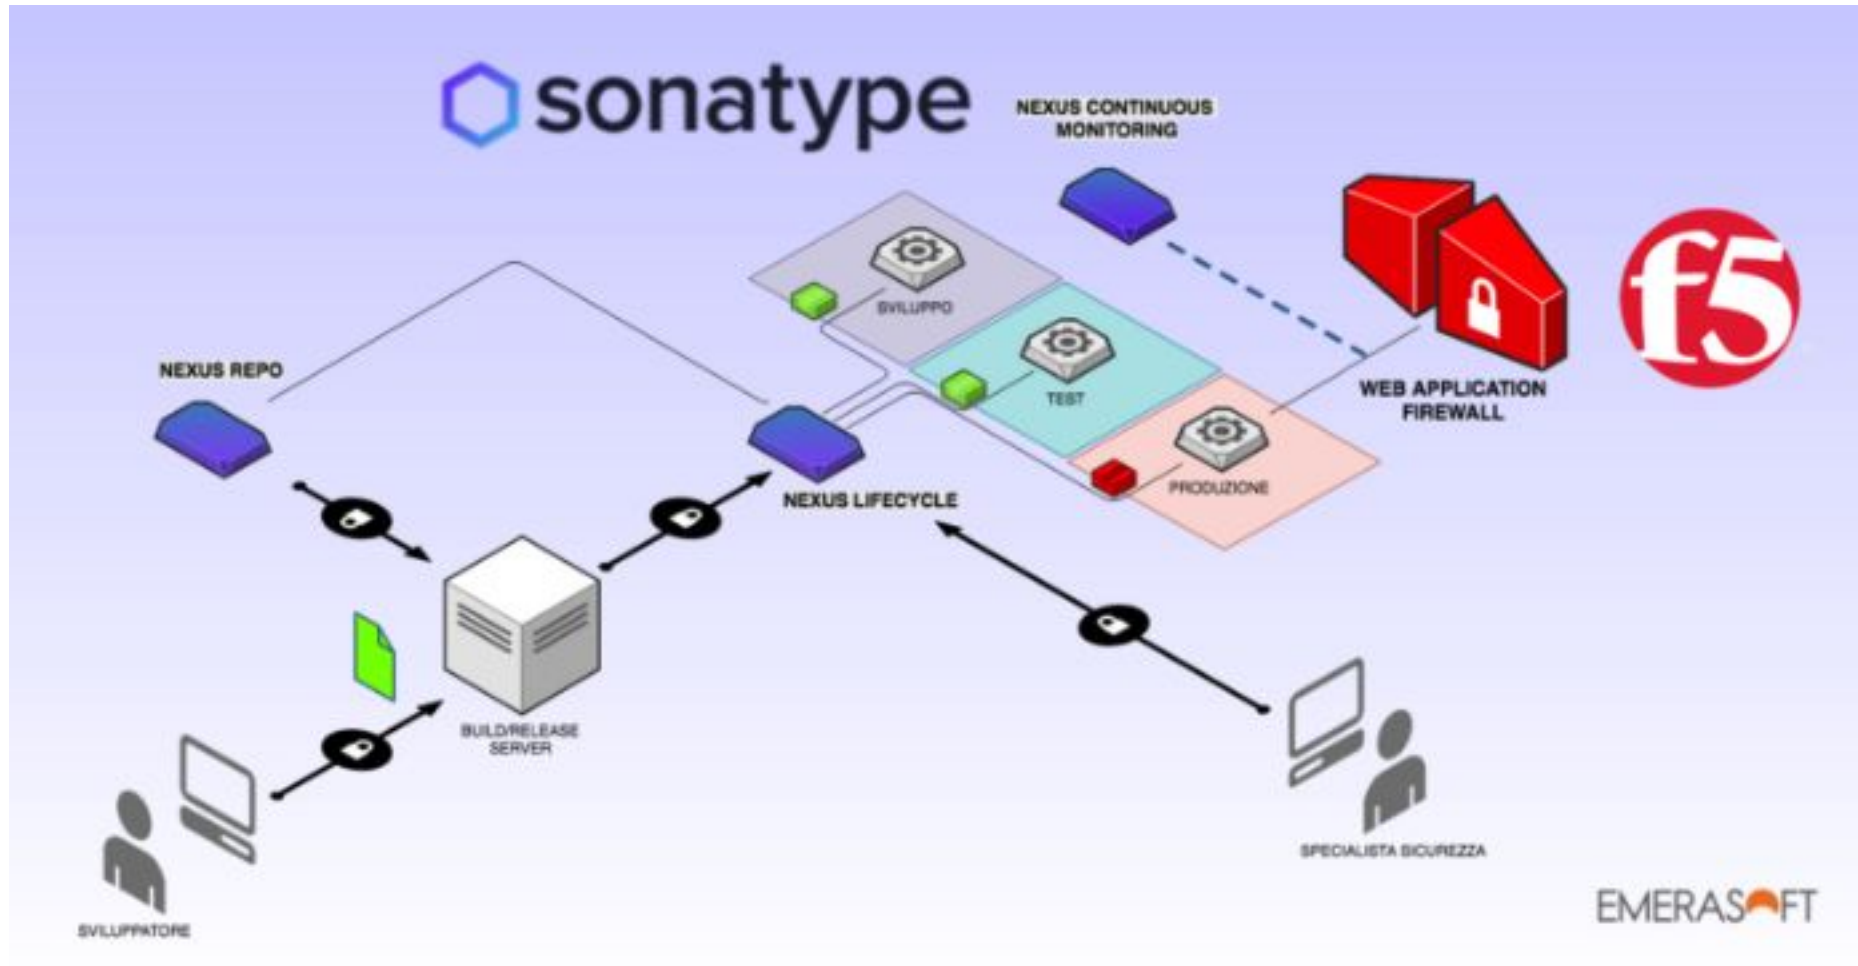 sonatype
NEXUS CONTINUOUS
MONITORING
f5
SVILUPPO
NEXUS REPO
TEST
WEB APPLICATION
FIREWALL
PRODUZIONE
NEXUS LIFECYCLE
BUILD/RELEASE
SERVER
SPECIALISTA SICUREZZA
EMERASOFT
SVILUPPATORE